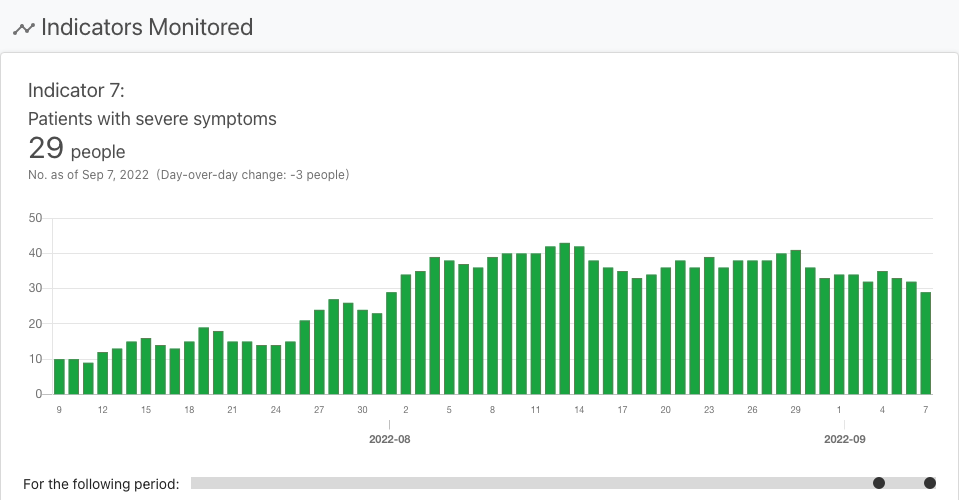 Indicators Monitored
Indicator 7:
Patients with severe symptoms
29 people
No. as of Sep 7, 2022 (Day-over-day change: -3 people)
50
40
30
20
10
0
9 12 15 18 21 24 27 30 2 5 8 11 14 17 20 23 26 29 1 4 7
2022-08 2022-09
For the following period: